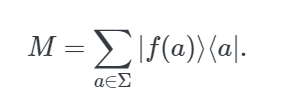 M = ∑_{a∈Σ} |f(a)⟩⟨a|.